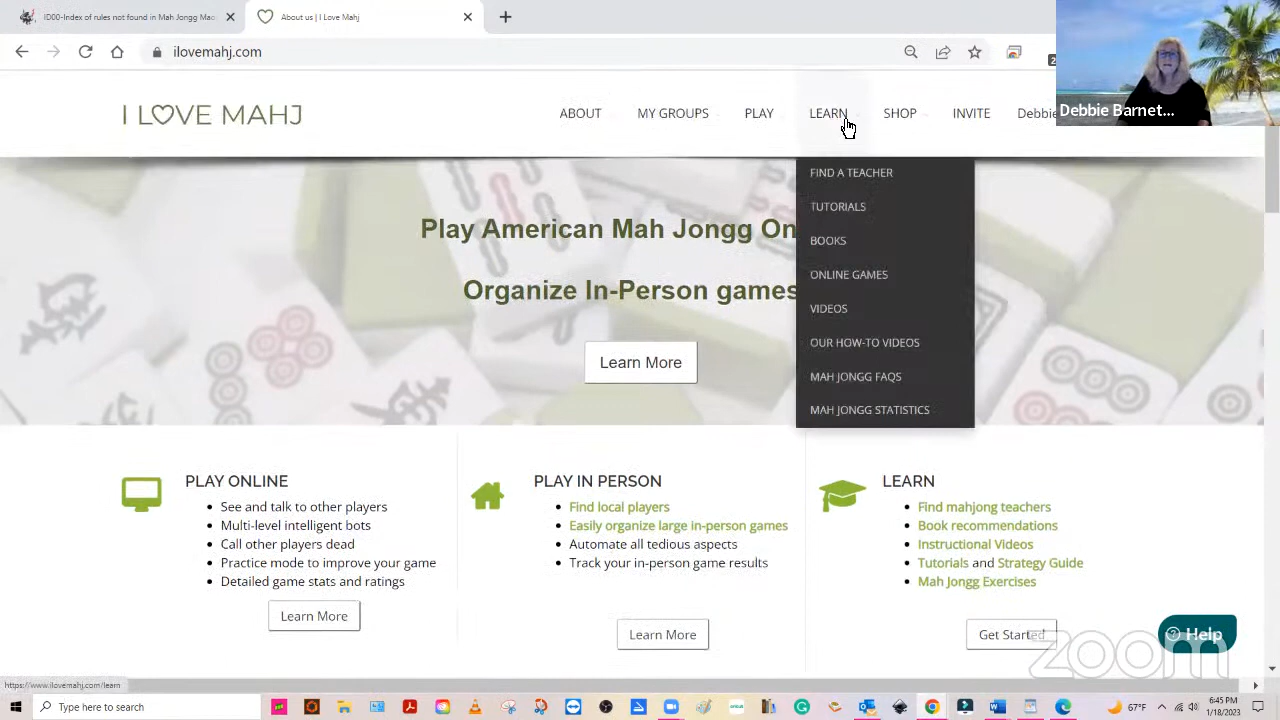 ID00-Index of rules not found in Mah Jongg Mac
About us | I Love Mahj
ilovemahj.com
Debbie Barnet...
I LOVE MAHJ
ABOUT
MY GROUPS
PLAY
LEARN
SHOP
INVITE
Debbie
FIND A TEACHER
TUTORIALS
BOOKS
ONLINE GAMES
VIDEOS
OUR HOW-TO VIDEOS
MAH JONGG FAQS
MAH JONGG STATISTICS
Play American Mah Jongg On
Organize In-Person games
Learn More
PLAY ONLINE
See and talk to other players
Multi-level intelligent bots
Call other players dead
Practice mode to improve your game
Detailed game stats and ratings
Learn More
PLAY IN PERSON
Find local players
Easily organize large in-person games
Automate all tedious aspects
Track your in-person game results
Learn More
LEARN
Find mahjong teachers
Book recommendations
Instructional Videos
Tutorials and Strategy Guide
Mah Jongg Exercises
Get Started
Help
zoom
https://www.ilovemahj.com/learn
Type here to search
67°F
6:45 PM
1/18/2023